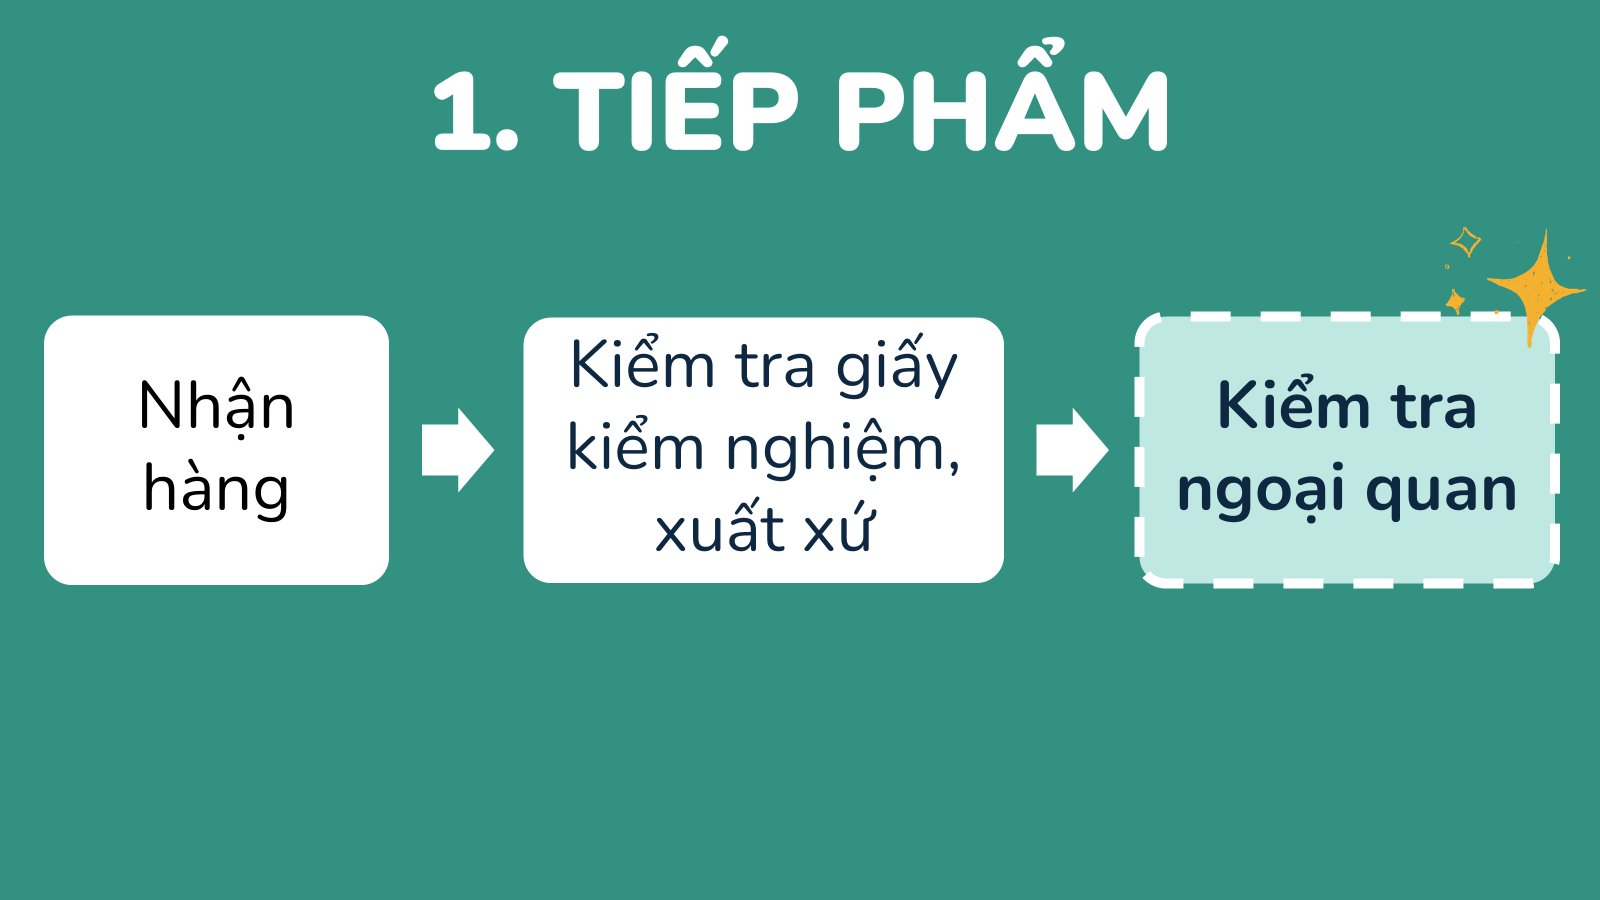 1. TIẾP PHẨM
Nhận
hàng
Kiểm tra giấy
kiểm nghiệm,
xuất xứ
Kiểm tra
ngoại quan